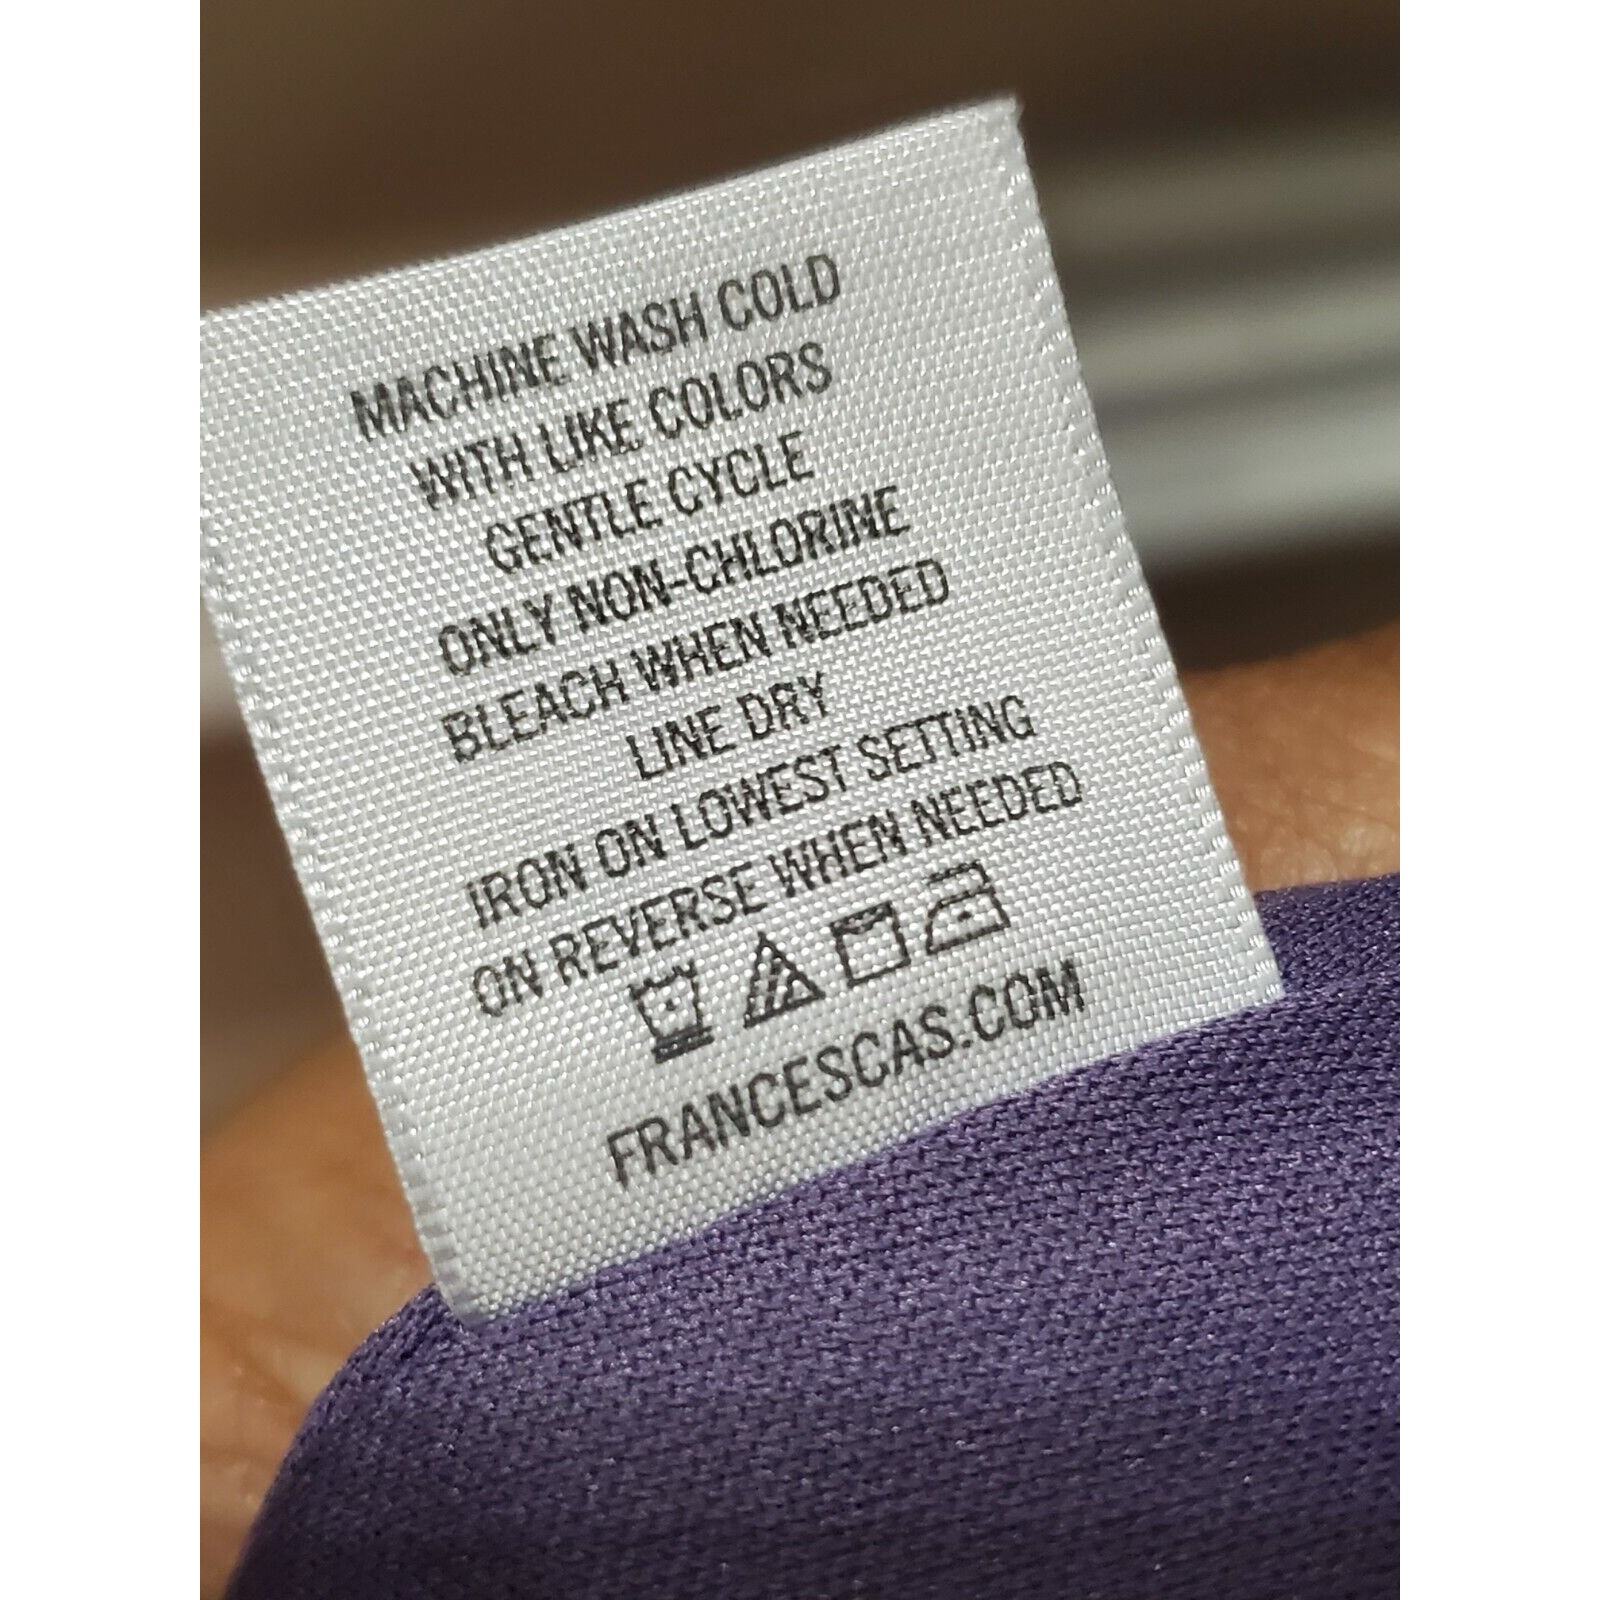 MACHINE WASH COLD
WITH LIKE COLORS
GENTLE CYCLE
ONLY NON-CHLORINE
BLEACH WHEN NEEDED
LINE DRY
IRON ON LOWEST SETTING
ON REVERSE WHEN NEEDED
FRANCESCAS.COM